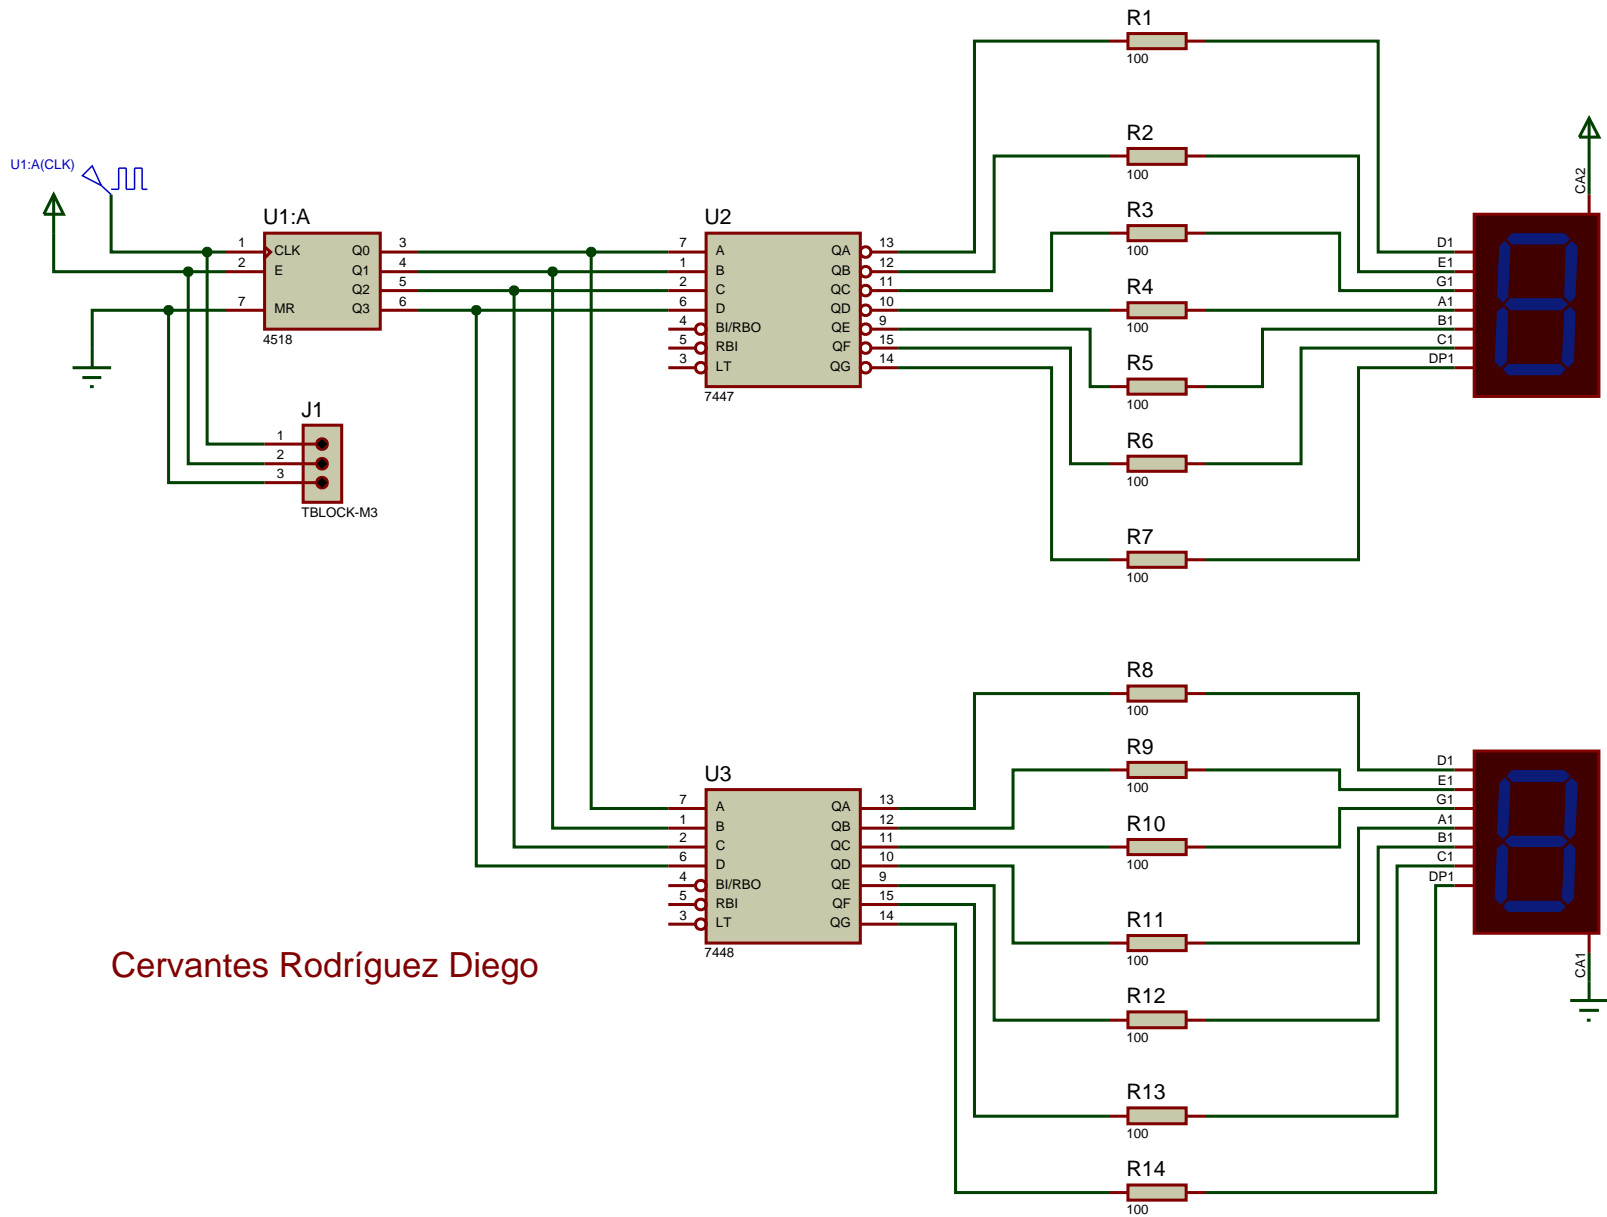 R1
100
R2
100
R3
100
R4
100
R5
100
R6
100
R7
100
U1:A(CLK)
U1:A
1 CLK Q0 3
2 E Q1 4
Q2 5
7 MR Q3 6
4518
J1
1
2
3
TBLOCK-M3
U2
7 A QA 13
1 B QB 12
2 C QC 11
6 D QD 10
4 BI/RBO QE 9
5 RBI QF 15
3 LT QG 14
7447
CA2
D1
E1
G1
A1
B1
C1
DP1
R8
100
R9
100
R10
100
R11
100
R12
100
R13
100
R14
100
U3
7 A QA 13
1 B QB 12
2 C QC 11
6 D QD 10
4 BI/RBO QE 9
5 RBI QF 15
3 LT QG 14
7448
D1
E1
G1
A1
B1
C1
DP1
CA1
Cervantes Rodríguez Diego